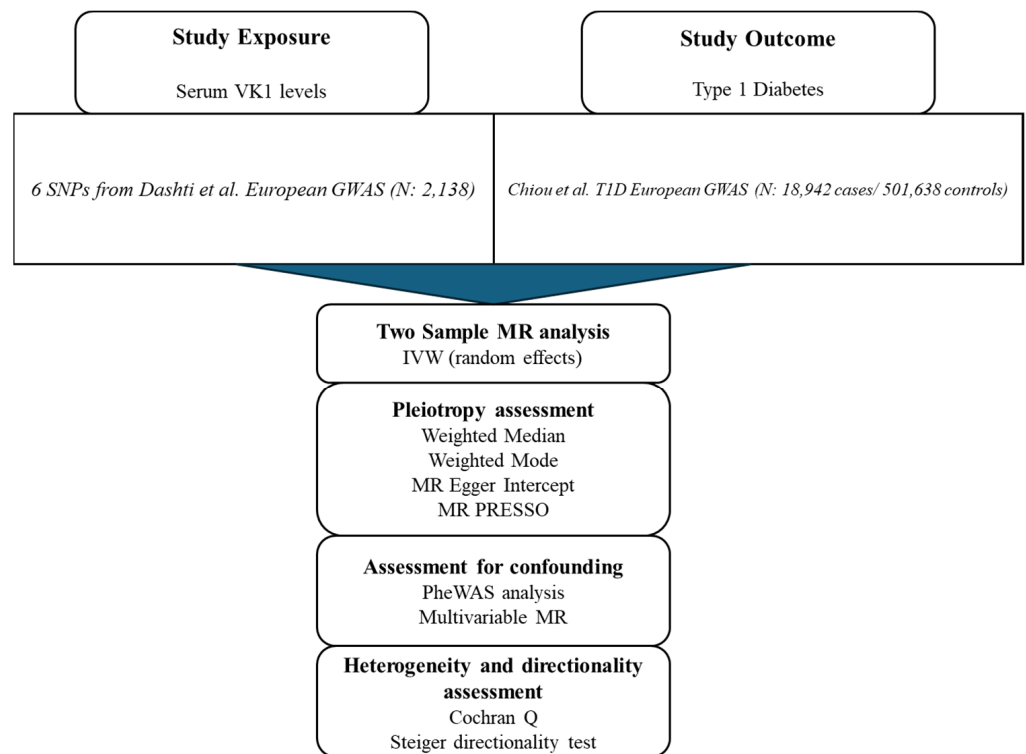 Study Exposure
Serum VK1 levels
Study Outcome
Type 1 Diabetes
6 SNPs from Dashti et al. European GWAS (N: 2,138)
Chiou et al. T1D European GWAS (N: 18,942 cases/ 501,638 controls)
Two Sample MR analysis
IVW (random effects)
Pleiotropy assessment
Weighted Median
Weighted Mode
MR Egger Intercept
MR PRESSO
Assessment for confounding
PheWAS analysis
Multivariable MR
Heterogeneity and directionality
assessment
Cochran Q
Steiger directionality test